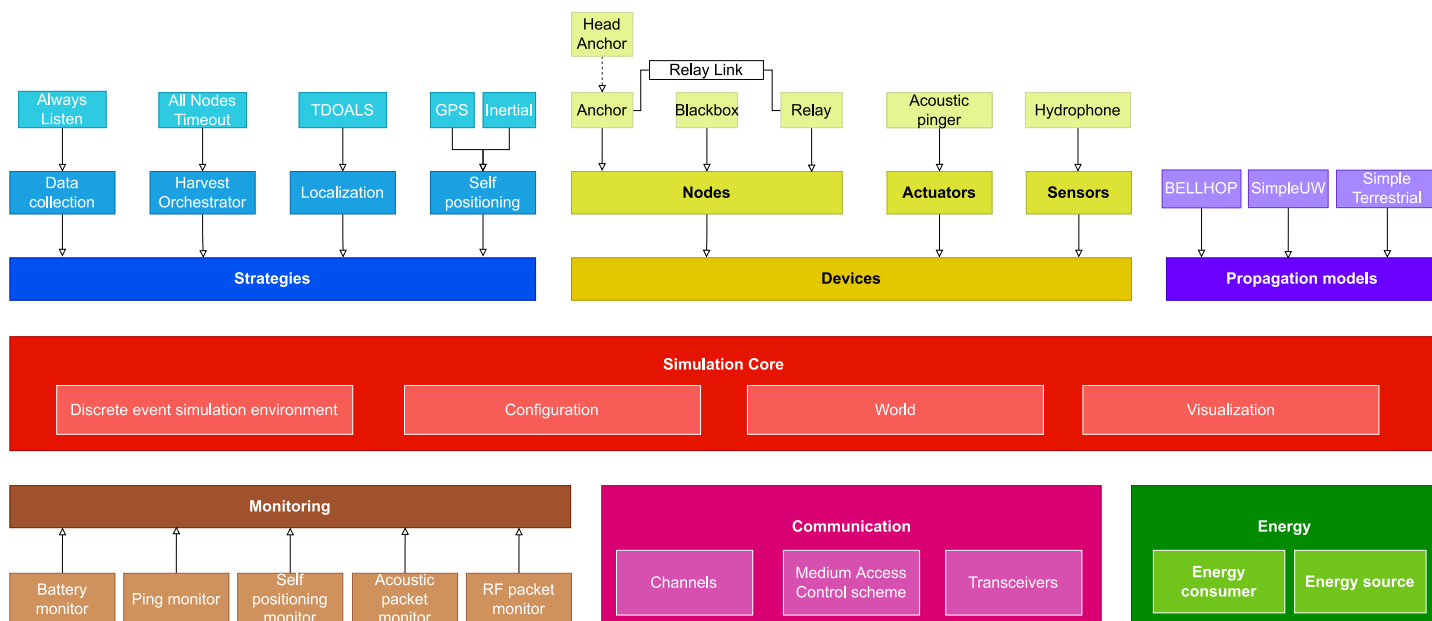 Head
Anchor
Relay Link
Always
Listen
All Nodes
Timeout
TDOALS
GPS
Inertial
Anchor
Blackbox
Relay
Acoustic
pinger
Hydrophone
Data
collection
Harvest
Orchestrator
Localization
Self
positioning
Nodes
Actuators
Sensors
BELLHOP
SimpleUW
Simple
Terrestrial
Strategies
Devices
Propagation models
Simulation Core
Discrete event simulation environment
Configuration
World
Visualization
Monitoring
Communication
Energy
Battery
monitor
Ping monitor
Self
positioning
monitor
Acoustic
packet
monitor
RF packet
monitor
Channels
Medium Access
Control scheme
Transceivers
Energy
consumer
Energy source